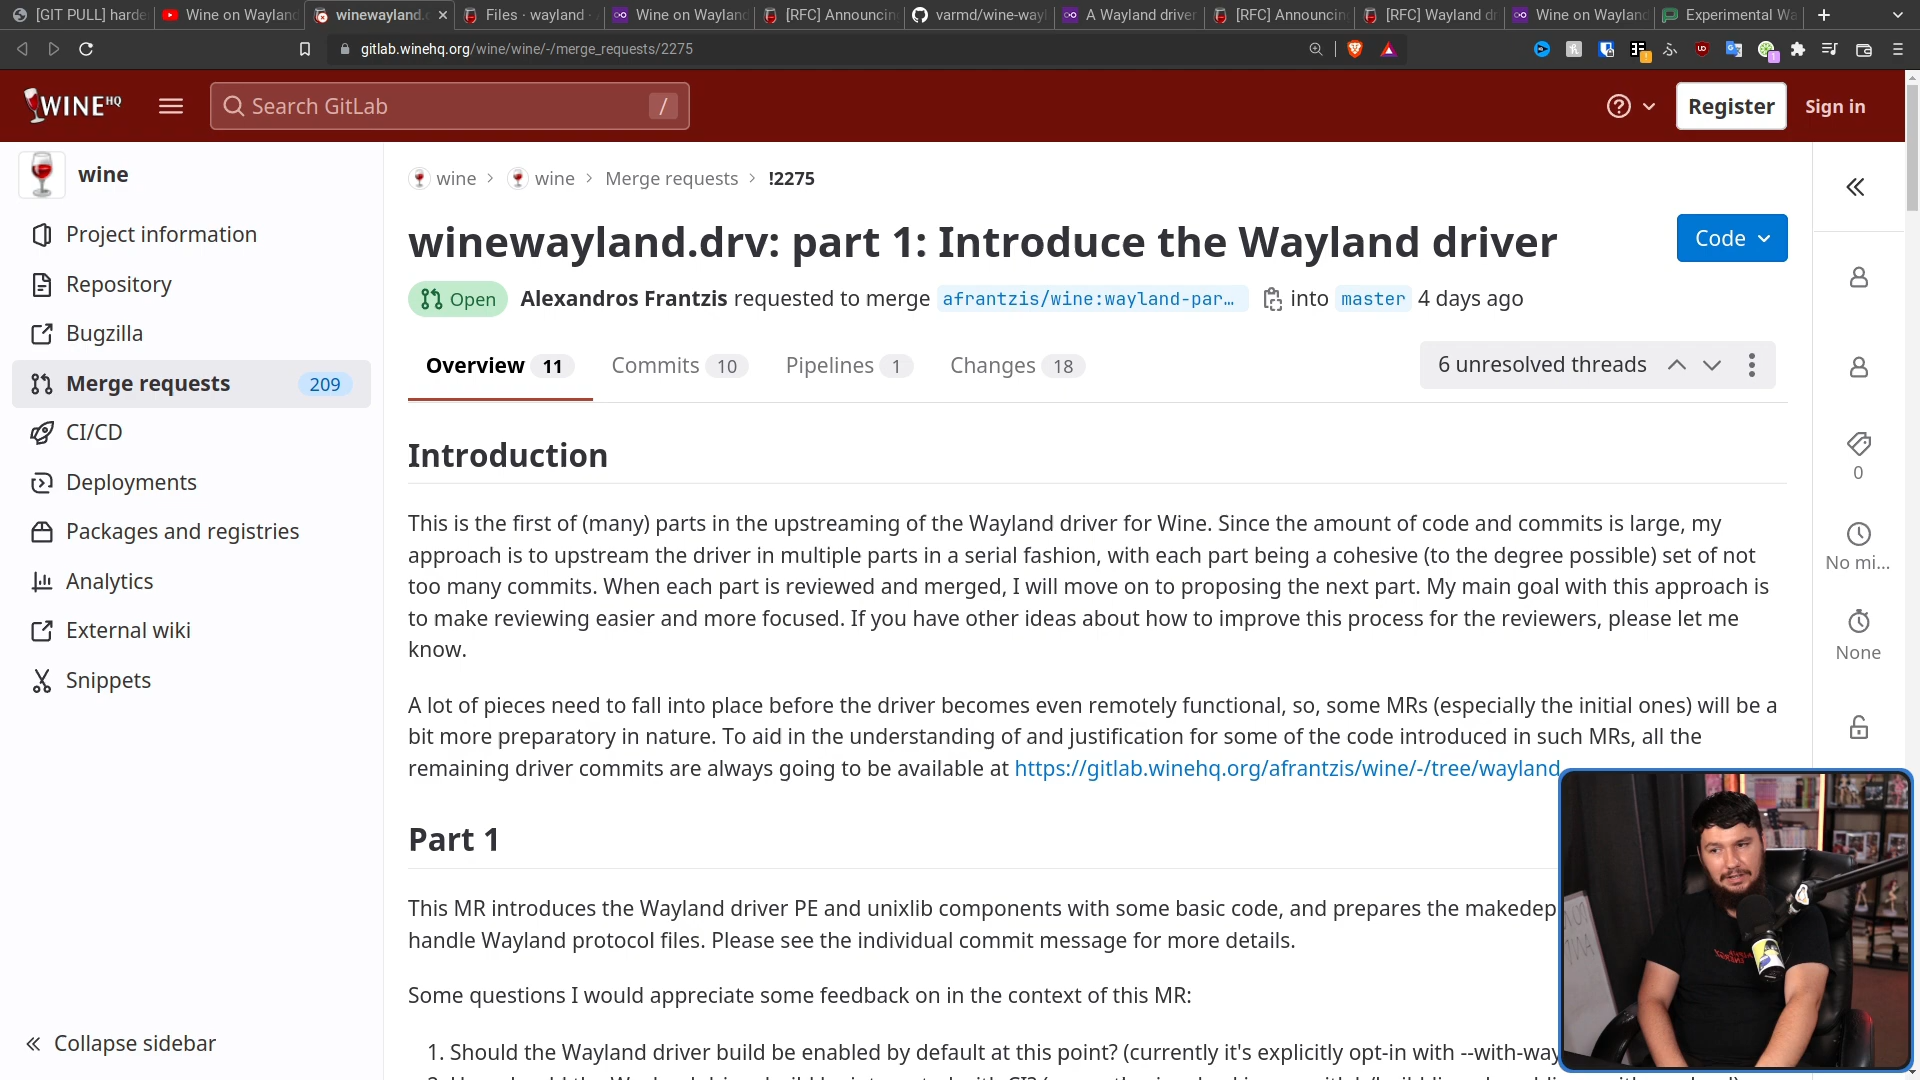 [GIT PULL] harde
Wine on Wayland
winewayland.
Files · wayland ·
Wine on Wayland
[RFC] Announcin
varmd/wine-wayl
A Wayland driver
[RFC] Announcin
[RFC] Wayland dr
Wine on Wayland
Experimental Wa
gitlab.winehq.org/wine/wine/-/merge_requests/2275
WINE HQ
Search GitLab
/
Register
Sign in
wine
Project information
Repository
Bugzilla
Merge requests 209
CI/CD
Deployments
Packages and registries
Analytics
External wiki
Snippets
Collapse sidebar
wine > wine > Merge requests > !2275
winewayland.drv: part 1: Introduce the Wayland driver
Code
Open Alexandros Frantzis requested to merge afrantzis/wine:wayland-par… into master 4 days ago
Overview 11 Commits 10 Pipelines 1 Changes 18
6 unresolved threads
Introduction
This is the first of (many) parts in the upstreaming of the Wayland driver for Wine. Since the amount of code and commits is large, my
approach is to upstream the driver in multiple parts in a serial fashion, with each part being a cohesive (to the degree possible) set of not
too many commits. When each part is reviewed and merged, I will move on to proposing the next part. My main goal with this approach is
to make reviewing easier and more focused. If you have other ideas about how to improve this process for the reviewers, please let me
know.
A lot of pieces need to fall into place before the driver becomes even remotely functional, so, some MRs (especially the initial ones) will be a
bit more preparatory in nature. To aid in the understanding of and justification for some of the code introduced in such MRs, all the
remaining driver commits are always going to be available at https://gitlab.winehq.org/afrantzis/wine/-/tree/wayland
Part 1
This MR introduces the Wayland driver PE and unixlib components with some basic code, and prepares the makedep
handle Wayland protocol files. Please see the individual commit message for more details.
Some questions I would appreciate some feedback on in the context of this MR:
1. Should the Wayland driver build be enabled by default at this point? (currently it's explicitly opt-in with --with-way
0
No mi...
None